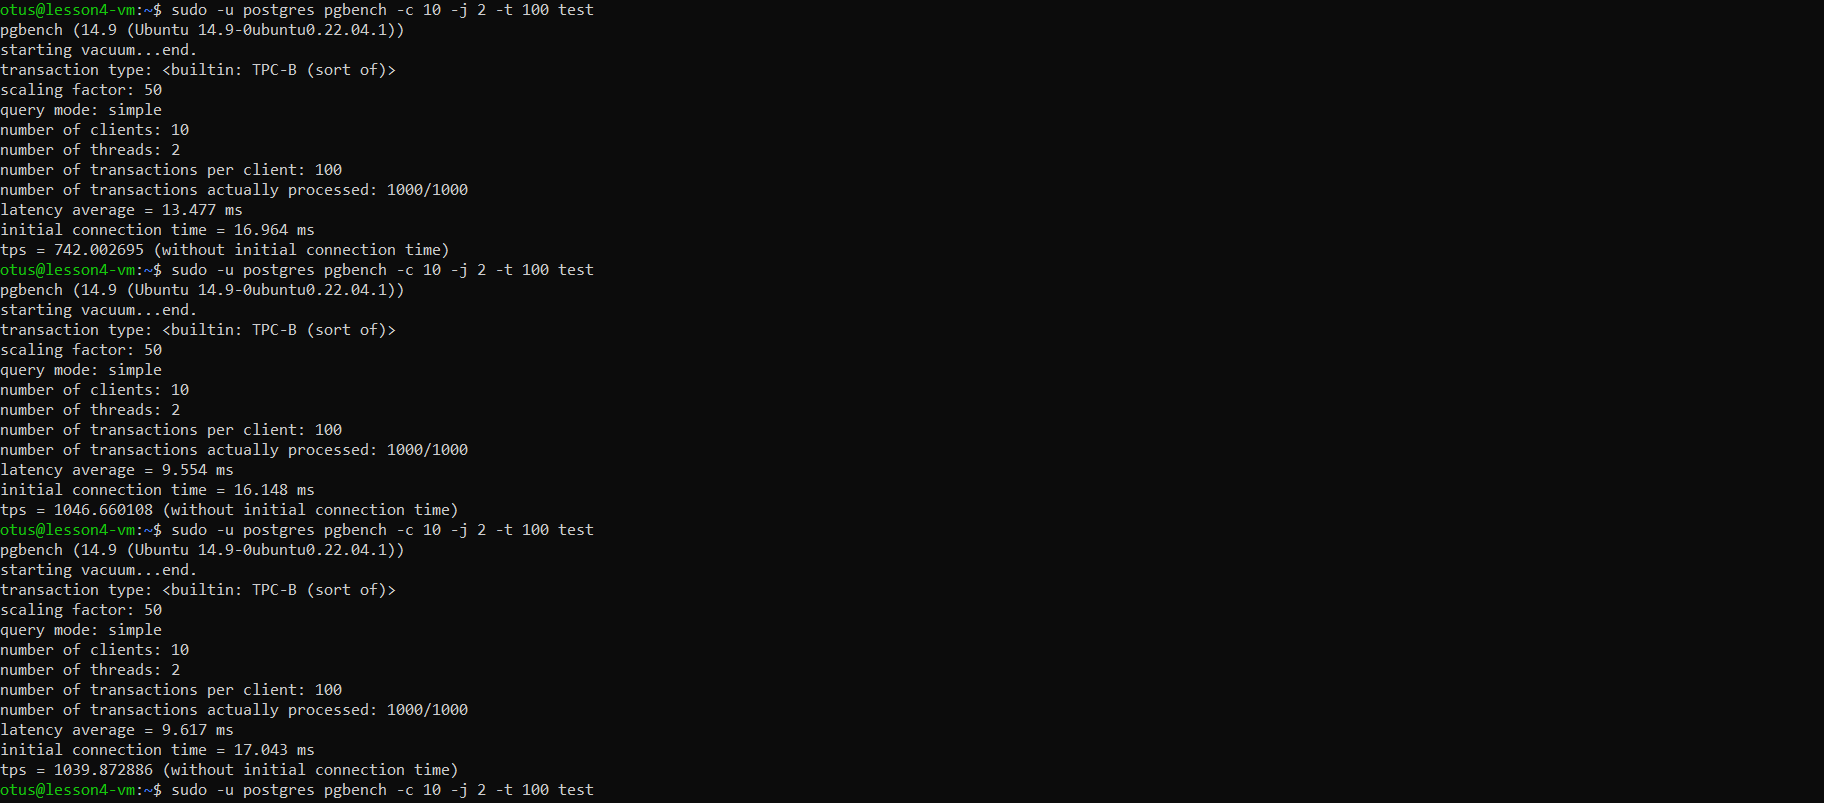 otus@lesson4-vm:~$ sudo -u postgres pgbench -c 10 -j 2 -t 100 test
pgbench (14.9 (Ubuntu 14.9-0ubuntu0.22.04.1))
starting vacuum...end.
transaction type: <builtin: TPC-B (sort of)>
scaling factor: 50
query mode: simple
number of clients: 10
number of threads: 2
number of transactions per client: 100
number of transactions actually processed: 1000/1000
latency average = 13.477 ms
initial connection time = 16.964 ms
tps = 742.002695 (without initial connection time)
otus@lesson4-vm:~$ sudo -u postgres pgbench -c 10 -j 2 -t 100 test
pgbench (14.9 (Ubuntu 14.9-0ubuntu0.22.04.1))
starting vacuum...end.
transaction type: <builtin: TPC-B (sort of)>
scaling factor: 50
query mode: simple
number of clients: 10
number of threads: 2
number of transactions per client: 100
number of transactions actually processed: 1000/1000
latency average = 9.554 ms
initial connection time = 16.148 ms
tps = 1046.660108 (without initial connection time)
otus@lesson4-vm:~$ sudo -u postgres pgbench -c 10 -j 2 -t 100 test
pgbench (14.9 (Ubuntu 14.9-0ubuntu0.22.04.1))
starting vacuum...end.
transaction type: <builtin: TPC-B (sort of)>
scaling factor: 50
query mode: simple
number of clients: 10
number of threads: 2
number of transactions per client: 100
number of transactions actually processed: 1000/1000
latency average = 9.617 ms
initial connection time = 17.043 ms
tps = 1039.872886 (without initial connection time)
otus@lesson4-vm:~$ sudo -u postgres pgbench -c 10 -j 2 -t 100 test